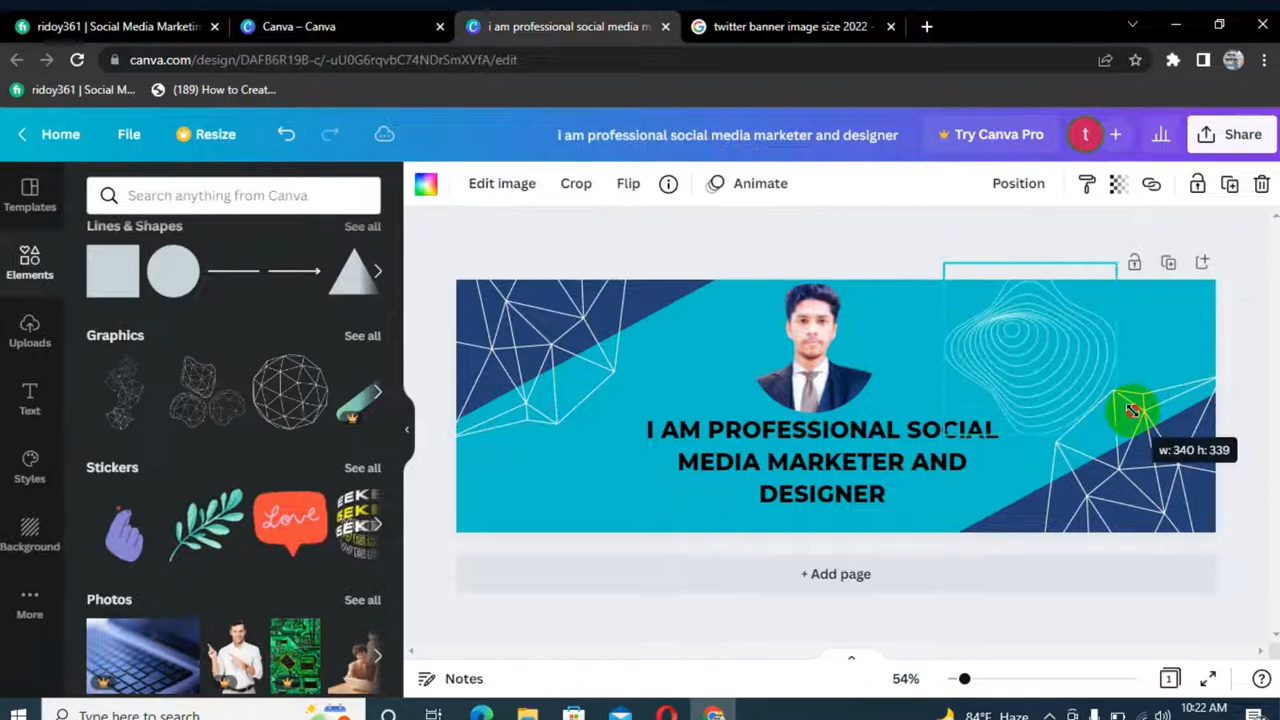 ridoy361 | Social Media Marketin
Canva – Canva
i am professional social media m
twitter banner image size 2022 -
canva.com/design/DAFB6R19B-c/-uU0G6rqvbC74NDrSmXVfA/edit
ridoy361 | Social M...
(189) How to Creat...
Home
File
Resize
i am professional social media marketer and designer
Try Canva Pro
t
Share
Templates
Elements
Uploads
Text
Styles
Background
More
Search anything from Canva
Lines & Shapes
See all
Graphics
See all
Stickers
See all
Love
Photos
See all
Edit image
Crop
Flip
Animate
Position
I AM PROFESSIONAL SOCIAL
MEDIA MARKETER AND
DESIGNER
w: 340 h: 339
+ Add page
Notes
54%
1
Type here to search
84°F Haze
10:22 AM